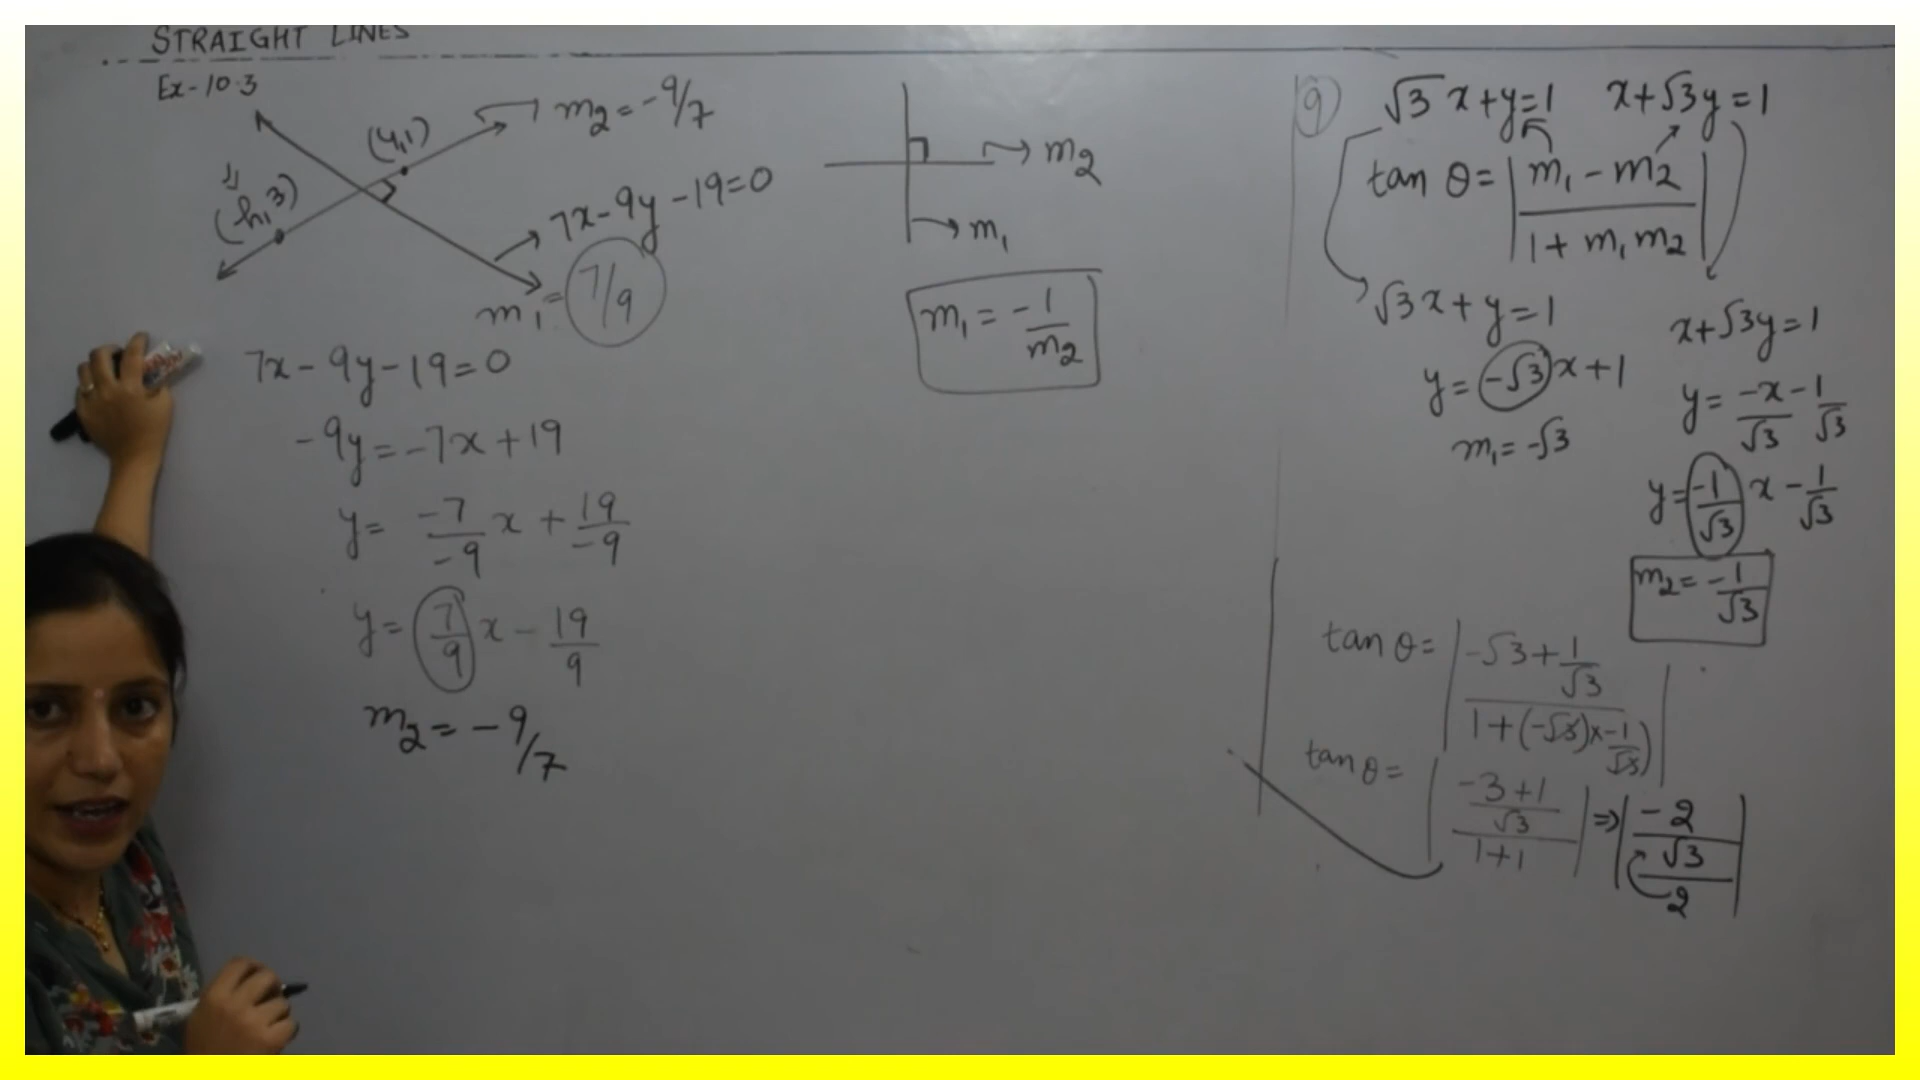 STRAIGHT LINES
Ex-10.3
m₂ = -9/7
(4,1)
(h,3)
7x-9y-19=0
m₁ = 7/9
7x-9y-19=0
-9y=-7x+19
y= -7/-9 x + 19/-9
y= 7/9 x - 19/9
m₂ = -9/7
m₂
m₁
m₁ = -1/m₂
9) √3 x+y=1 x+√3y=1
tan θ= |m₁-m₂ / 1+m₁m₂|
√3x+y=1
y= -√3 x+1
m₁= -√3
x+√3y=1
y= -x/√3 - 1/√3
y= -1/√3 x - 1/√3
m₂= -1/√3
tan θ= |-√3+1/√3 / 1+(-√3)x-1/√3)|
tan θ= |-3+1/√3 / 1+1| ⇒ |-2/√3 / 2|